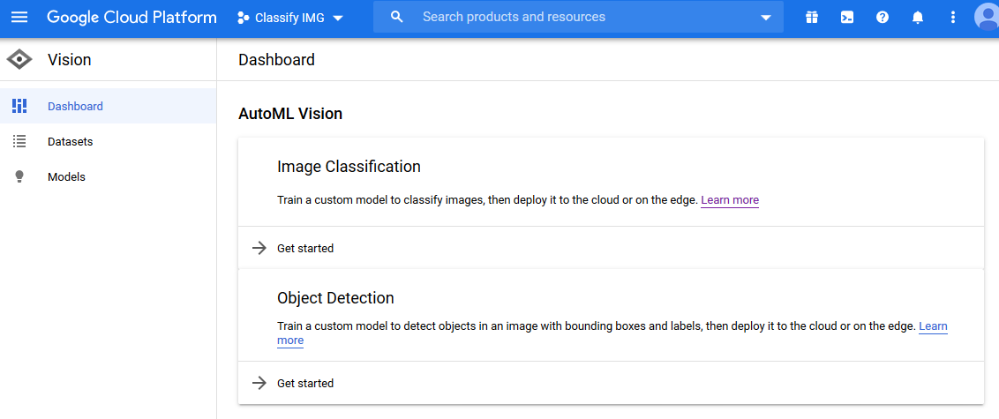 Google Cloud Platform
Classify IMG
Search products and resources
Vision
Dashboard
Dashboard
Datasets
Models
AutoML Vision
Image Classification
Train a custom model to classify images, then deploy it to the cloud or on the edge. Learn more
Get started
Object Detection
Train a custom model to detect objects in an image with bounding boxes and labels, then deploy it to the cloud or on the edge. Learn
more
Get started